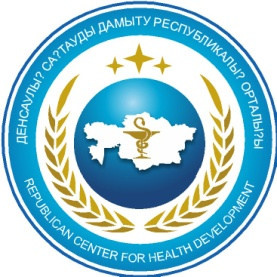 ДЕНСАУЛЫ? СА?ТАУДЫ ДАМЫТУ РЕСПУБЛИКАЛЫ? ОРТАЛЫ?Ы
REPUBLICAN CENTER FOR HEALTH DEVELOPMENT